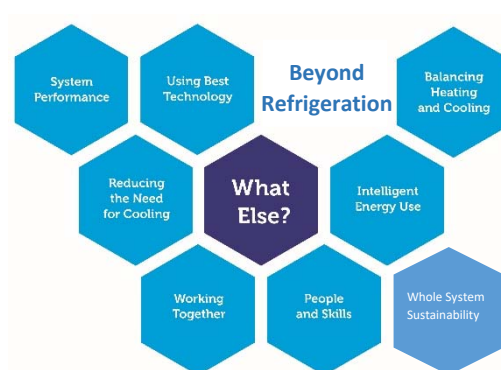 System
Performance
Using Best
Technology
Beyond
Refrigeration
Balancing
Heating
and Cooling
Reducing
the Need
for Cooling
What
Else?
Intelligent
Energy Use
Working
Together
People
and Skills
Whole System
Sustainability